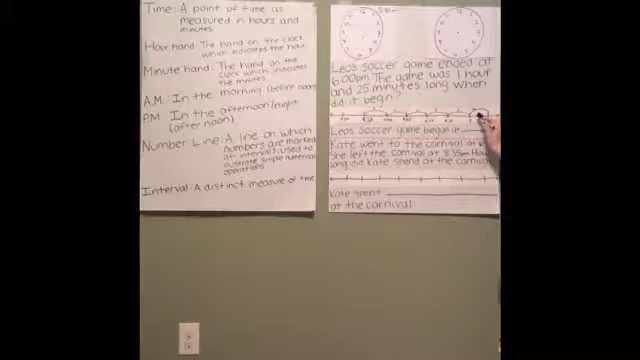 Time: A point of time as
measured in hours and
minutes
Hour hand: The hand on the clock
which indicates the hour
Minute hand: The hand on the
clock which indicates
the minutes
A.M: In the morning (before noon)
P.M In the afternoon/night
(after noon)
Number Line: A line on which
numbers are marked
at intervals, used to
illustrate simple numerical
operations
Interval: A distinct measure of time
Leos soccer game ended at
6:00pm. The game was 1 hour
and 25 minutes long. When
did it begin?
Leos soccer game began at
Kate went to the carnival at
She left the carnival at 8:35pm. How
long did Kate spend at the carnival
Kate spent
at the carnival